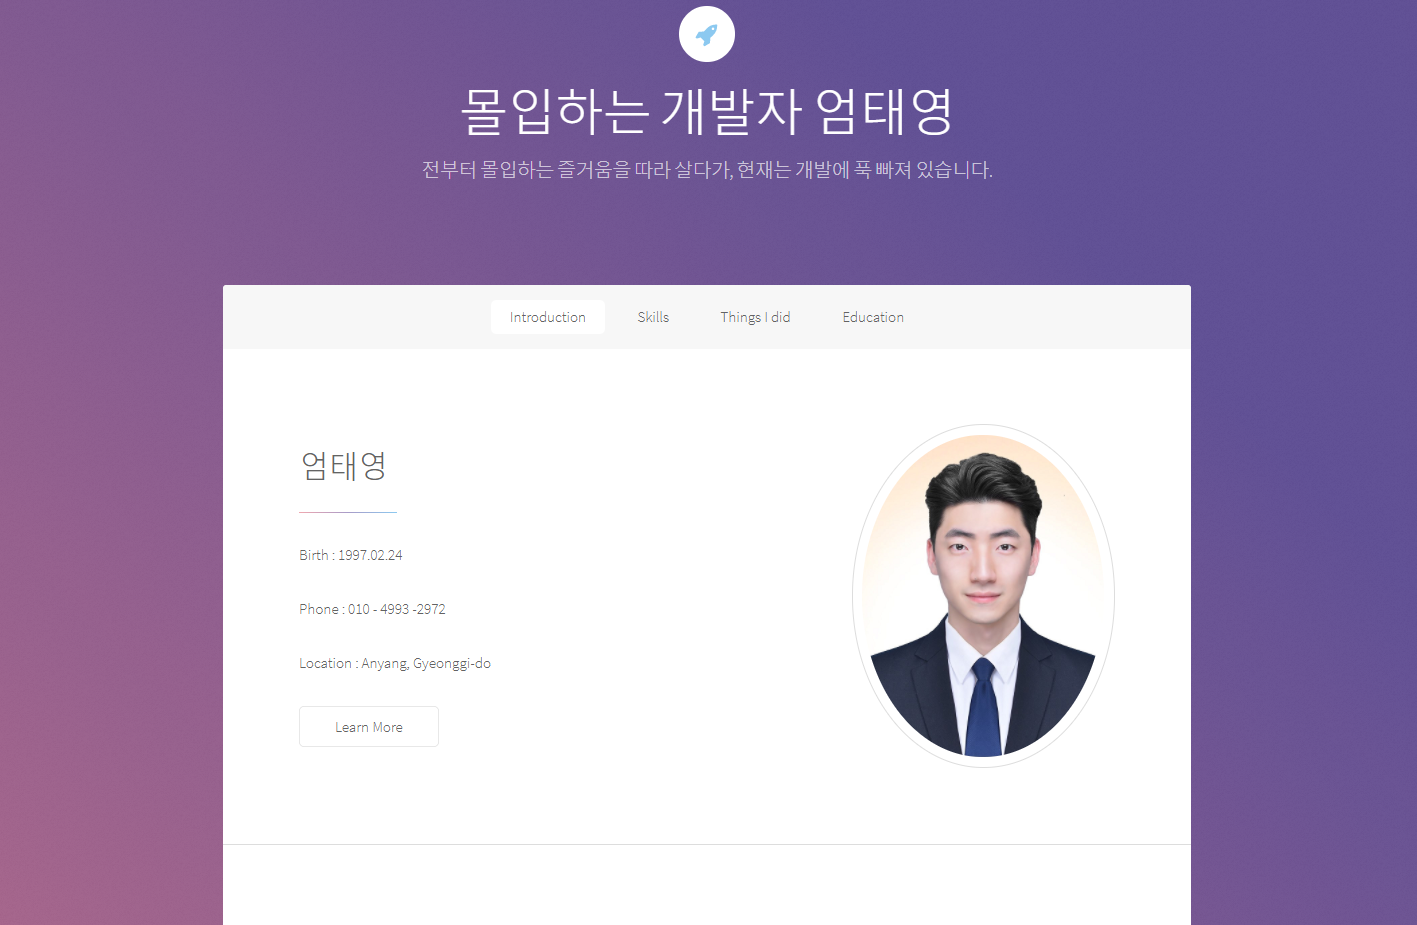 몰입하는 개발자 엄태영
전부터 몰입하는 즐거움을 따라 살다가, 현재는 개발에 푹 빠져 있습니다.
Introduction Skills Things I did Education
엄태영
Birth : 1997.02.24
Phone : 010 - 4993 -2972
Location : Anyang, Gyeonggi-do
Learn More